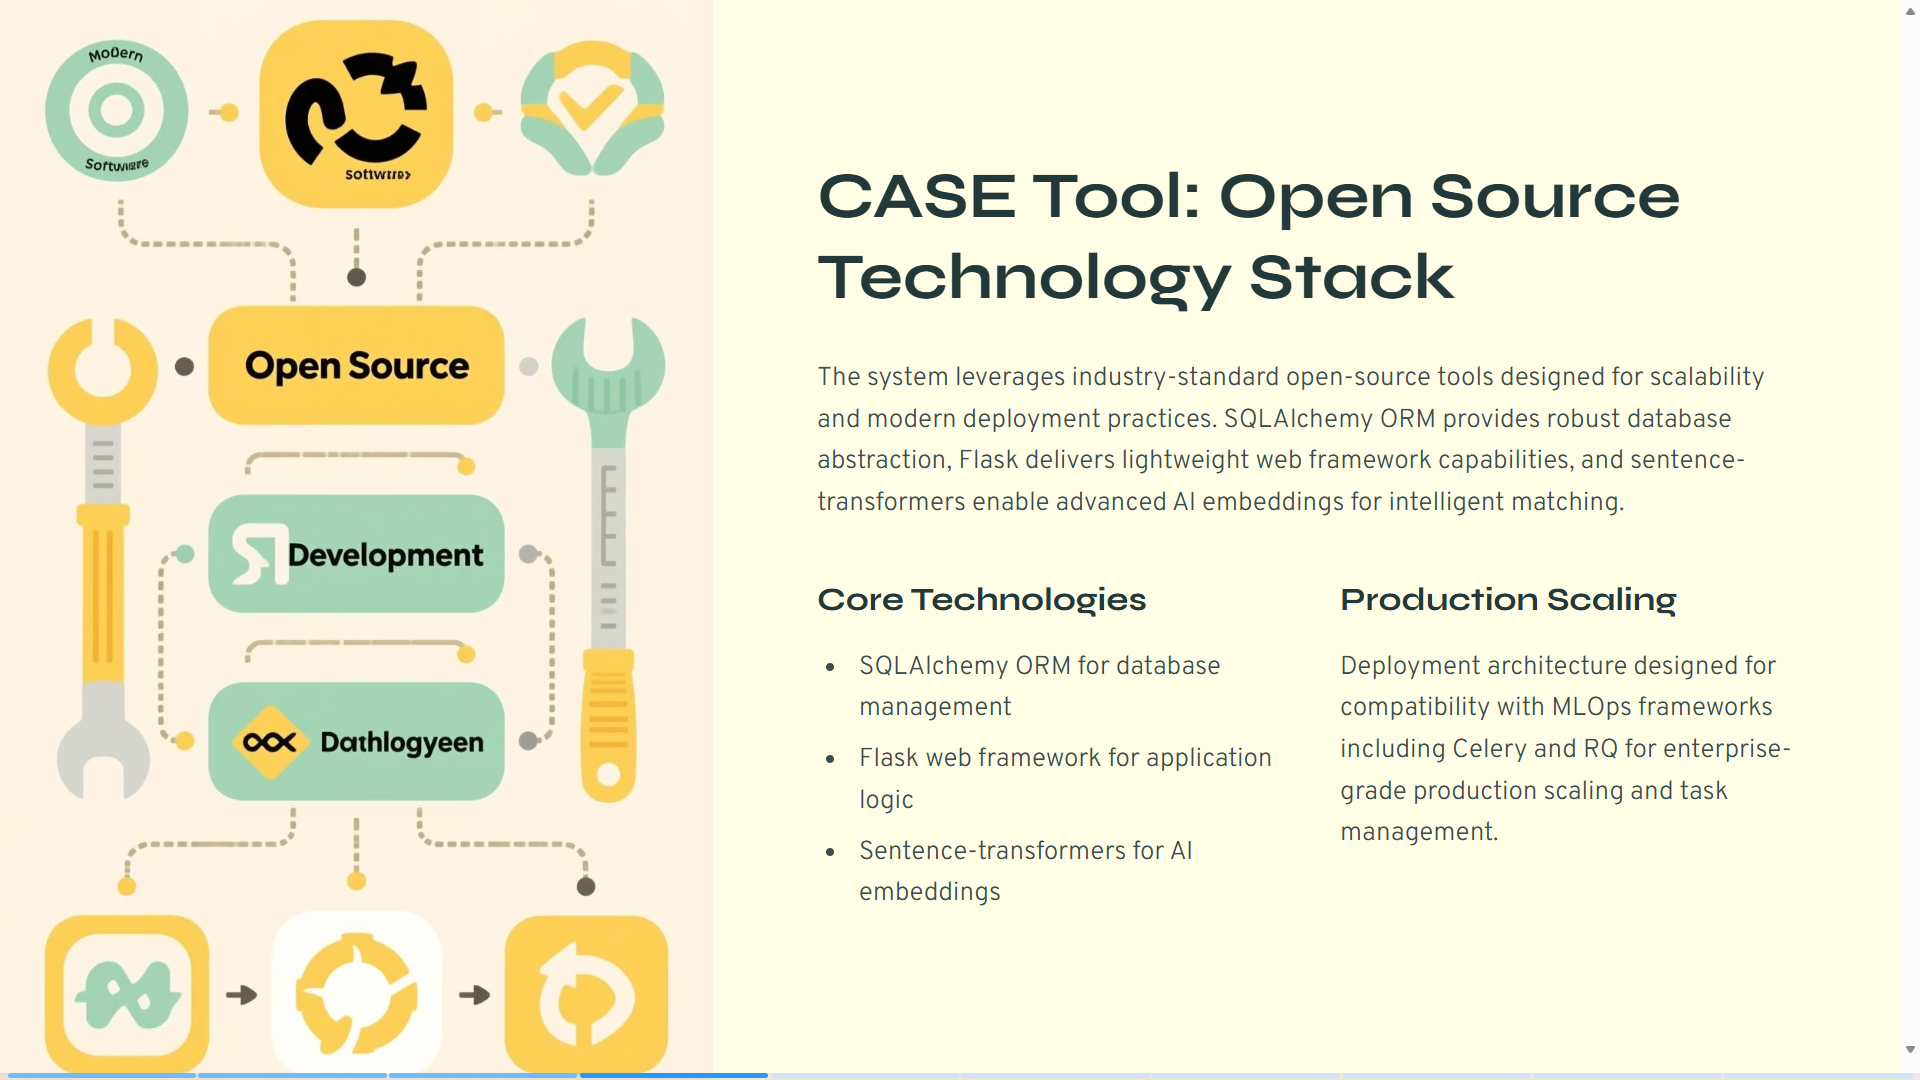 Modern
Software
Open Source
Development
Dathlogyeen
CASE Tool: Open Source
Technology Stack
The system leverages industry-standard open-source tools designed for scalability
and modern deployment practices. SQLAlchemy ORM provides robust database
abstraction, Flask delivers lightweight web framework capabilities, and sentence-
transformers enable advanced AI embeddings for intelligent matching.
Core Technologies
• SQLAlchemy ORM for database
management
• Flask web framework for application
logic
• Sentence-transformers for AI
embeddings
Production Scaling
Deployment architecture designed for
compatibility with MLOps frameworks
including Celery and RQ for enterprise-
grade production scaling and task
management.